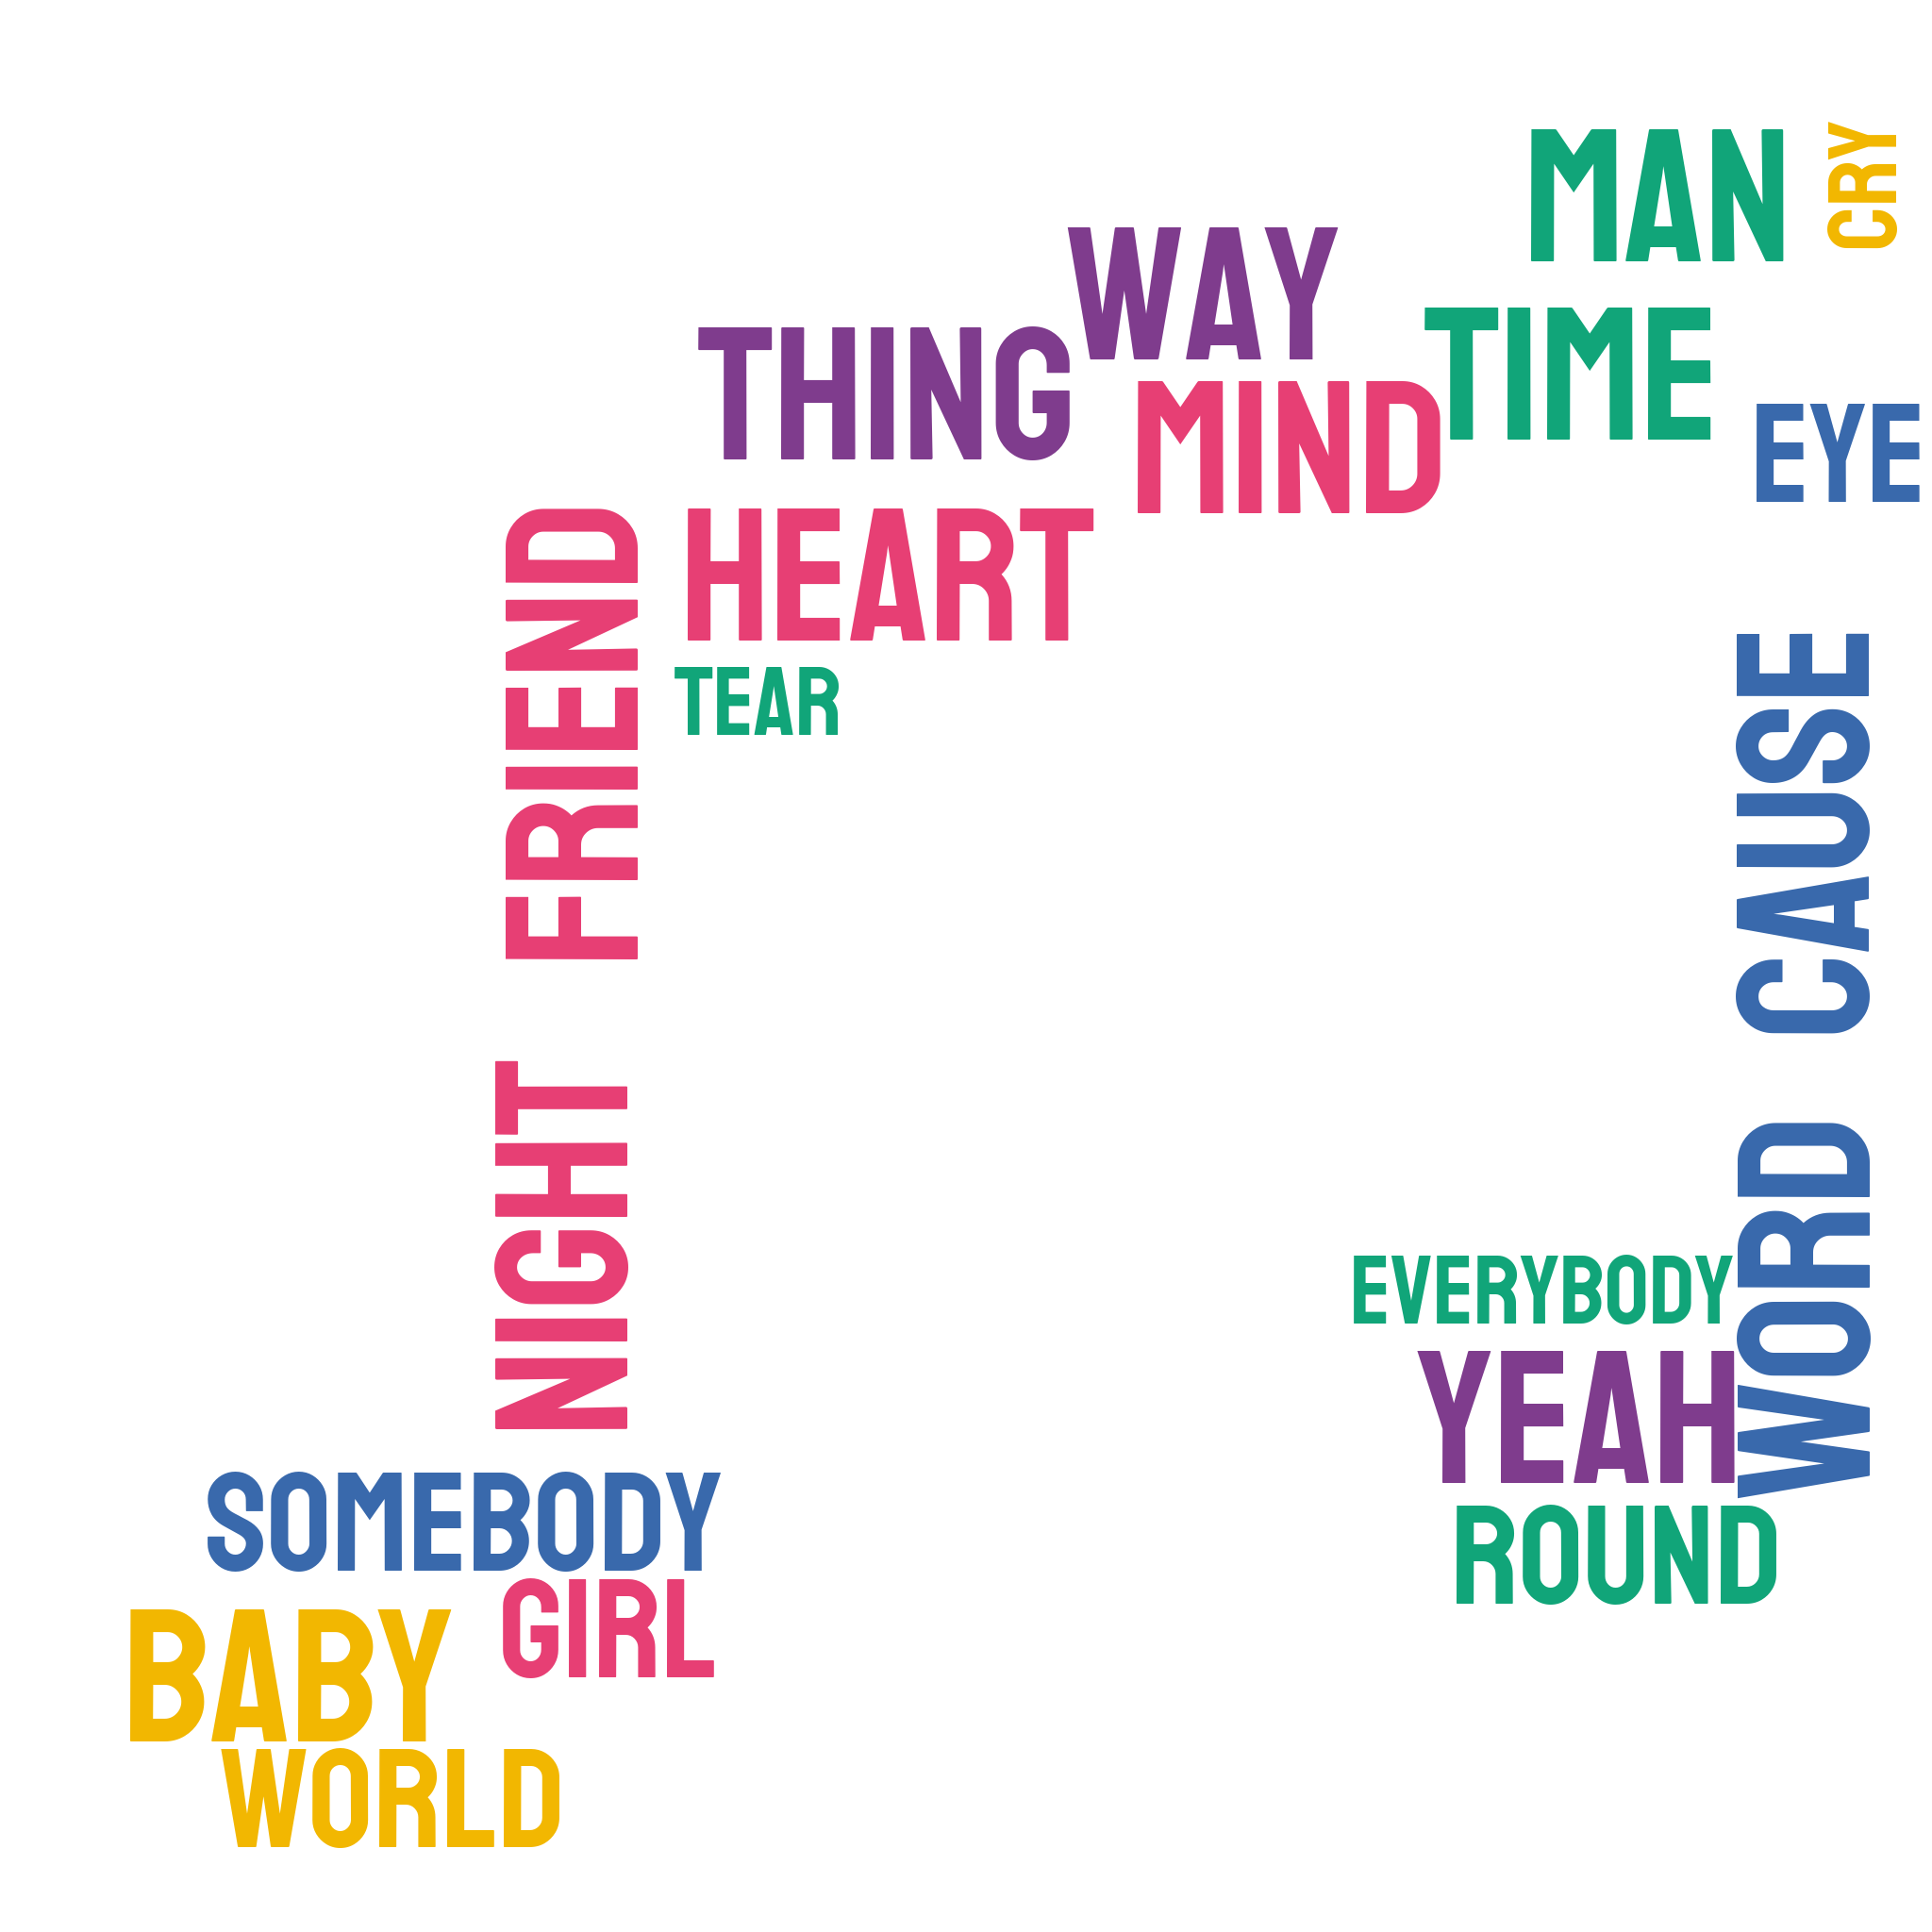 MAN
CRY
WAY
TIME
THING
MIND
EYE
FRIEND
HEART
TEAR
CAUSE
NIGHT
WORD
EVERYBODY
YEAH
SOMEBODY
ROUND
GIRL
BABY
WORLD